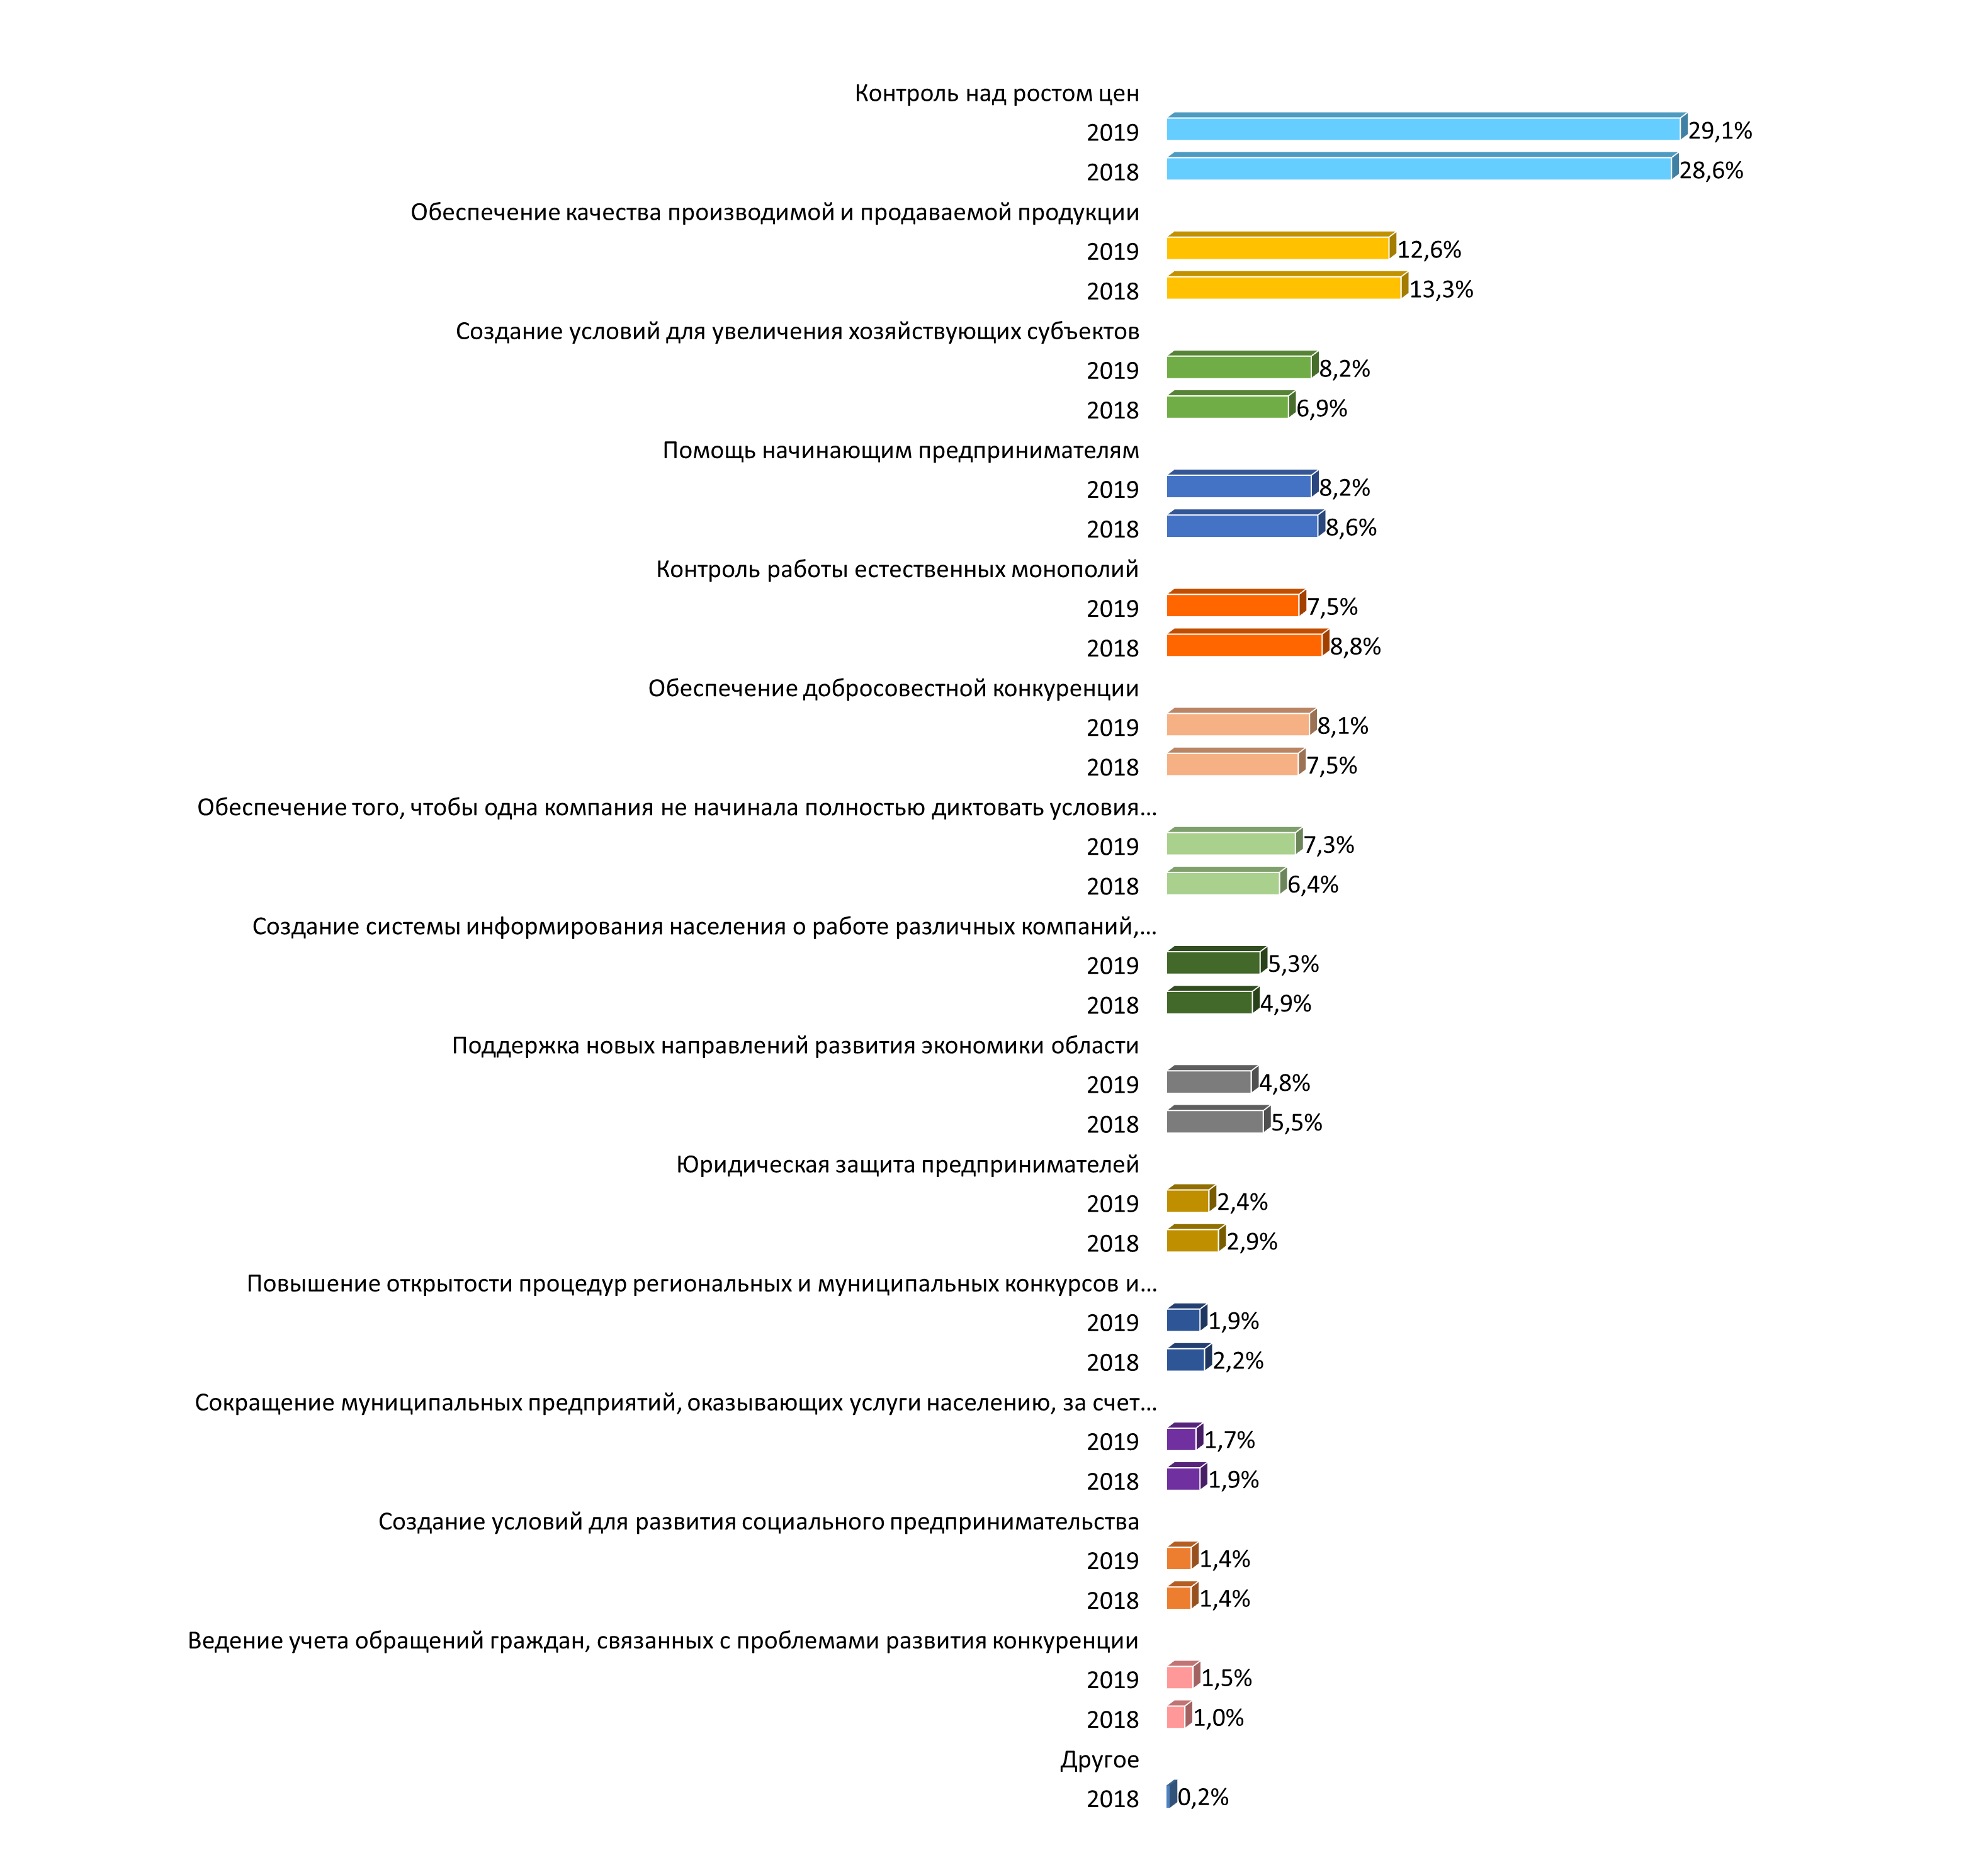 Контроль над ростом цен
2019 29,1%
2018 28,6%
Обеспечение качества производимой и продаваемой продукции
2019 12,6%
2018 13,3%
Создание условий для увеличения хозяйствующих субъектов
2019 8,2%
2018 6,9%
Помощь начинающим предпринимателям
2019 8,2%
2018 8,6%
Контроль работы естественных монополий
2019 7,5%
2018 8,8%
Обеспечение добросовестной конкуренции
2019 8,1%
2018 7,5%
Обеспечение того, чтобы одна компания не начинала полностью диктовать условия...
2019 7,3%
2018 6,4%
Создание системы информирования населения о работе различных компаний,...
2019 5,3%
2018 4,9%
Поддержка новых направлений развития экономики области
2019 4,8%
2018 5,5%
Юридическая защита предпринимателей
2019 2,4%
2018 2,9%
Повышение открытости процедур региональных и муниципальных конкурсов и...
2019 1,9%
2018 2,2%
Сокращение муниципальных предприятий, оказывающих услуги населению, за счет...
2019 1,7%
2018 1,9%
Создание условий для развития социального предпринимательства
2019 1,4%
2018 1,4%
Ведение учета обращений граждан, связанных с проблемами развития конкуренции
2019 1,5%
2018 1,0%
Другое
2018 0,2%